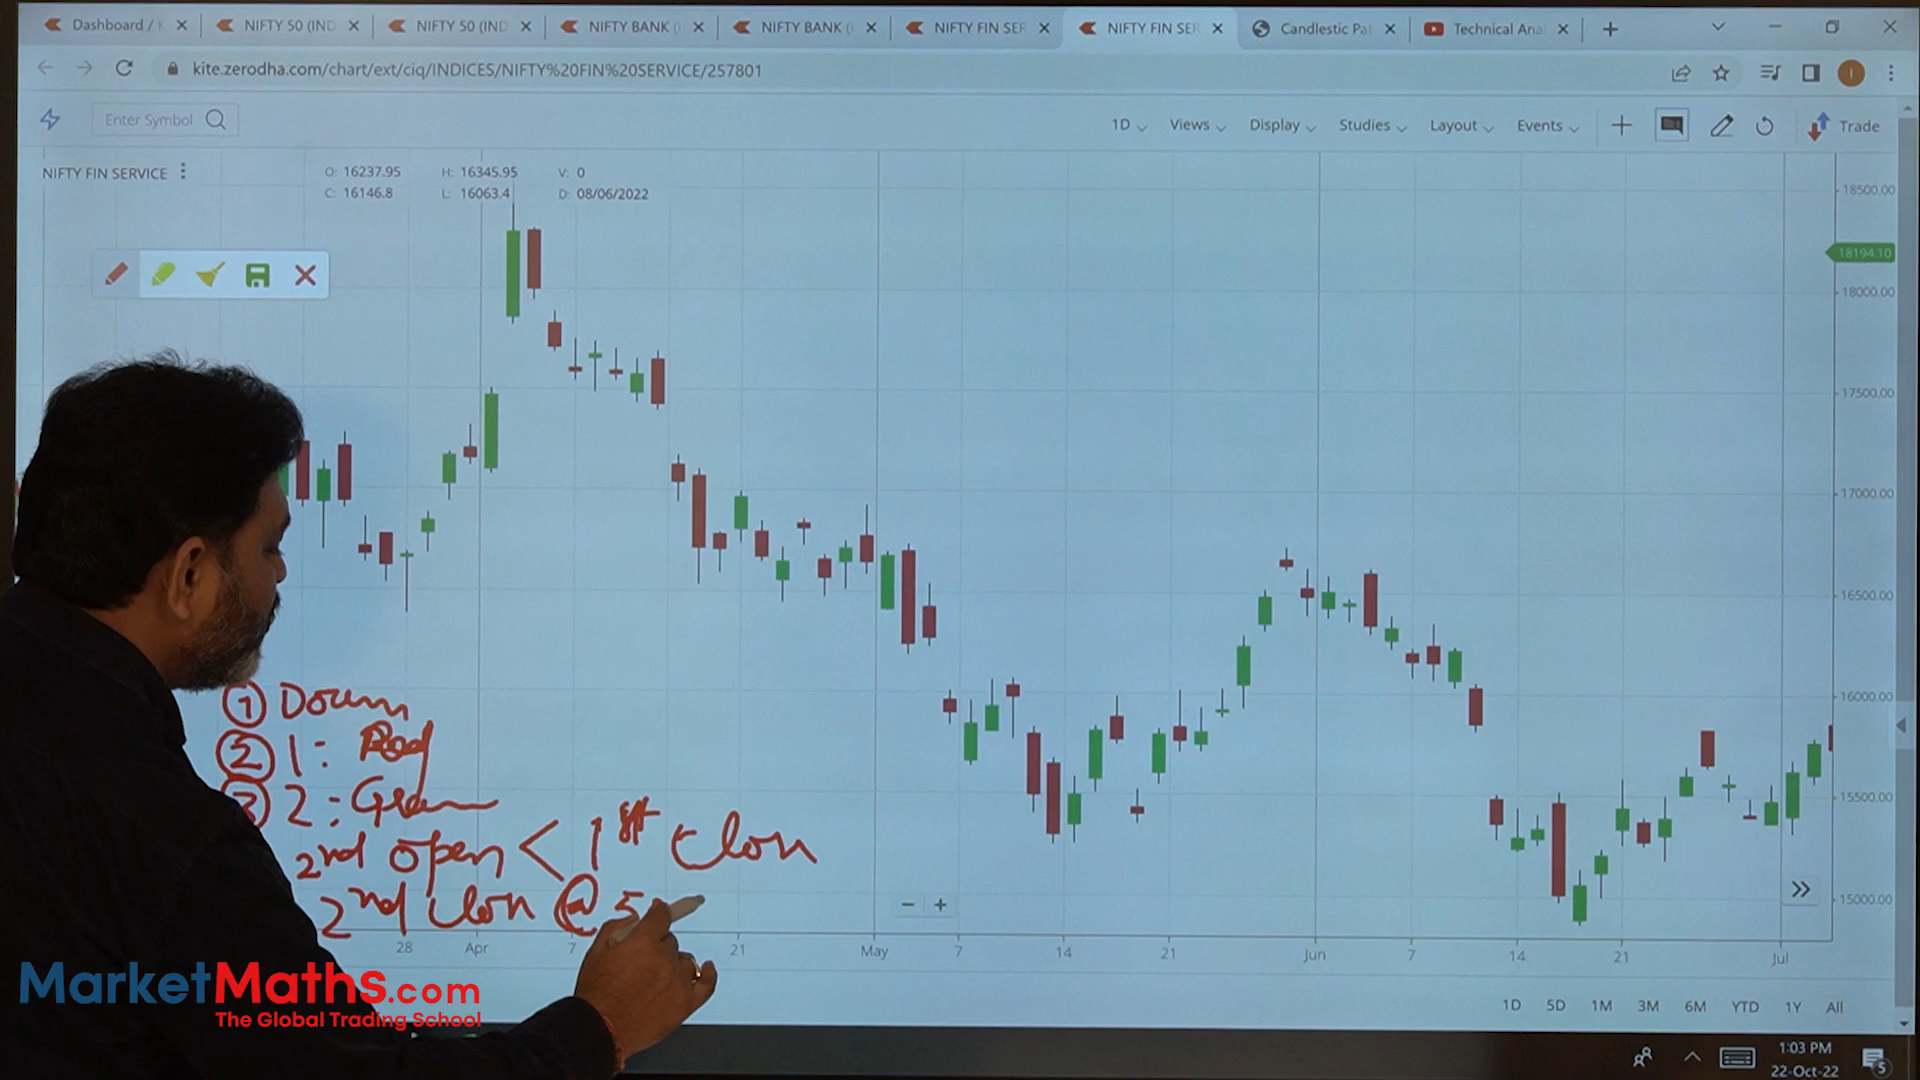 Dashboard / K
NIFTY 50 (IND
NIFTY 50 (IND
NIFTY BANK (
NIFTY BANK (
NIFTY FIN SER
NIFTY FIN SER
Candlestic Pat
Technical Ana
kite.zerodha.com/chart/ext/ciq/INDICES/NIFTY%20FIN%20SERVICE/257801
Enter Symbol
1D Views Display Studies Layout Events Trade
NIFTY FIN SERVICE
O: 16237.95 H: 16345.95 V: 0
C: 16146.8 L: 16063.4 D: 08/06/2022
18500.00
18194.10
18000.00
17500.00
17000.00
16500.00
16000.00
15500.00
15000.00
① Down
② 1: Red
③ 2: Green
2nd open < 1st Close
2nd Close @ 5
28 Apr 7 21 May 7 14 21 Jun 7 14 21 Jul
1D 5D 1M 3M 6M YTD 1Y All
MarketMaths.com
The Global Trading School
1:03 PM
22-Oct-22
5